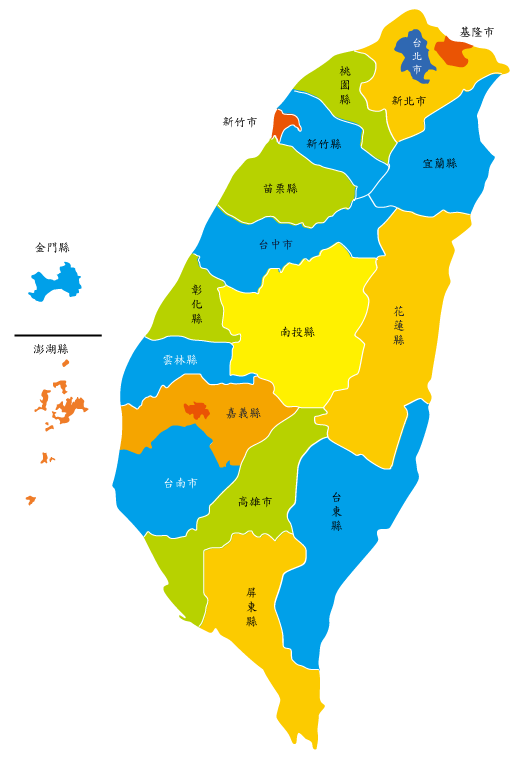 基隆市
台北市
桃園縣
新北市
新竹市
新竹縣
宜蘭縣
苗栗縣
台中市
金門縣
彰化縣
花蓮縣
南投縣
澎湖縣
雲林縣
嘉義縣
台南市
高雄市
台東縣
屏東縣